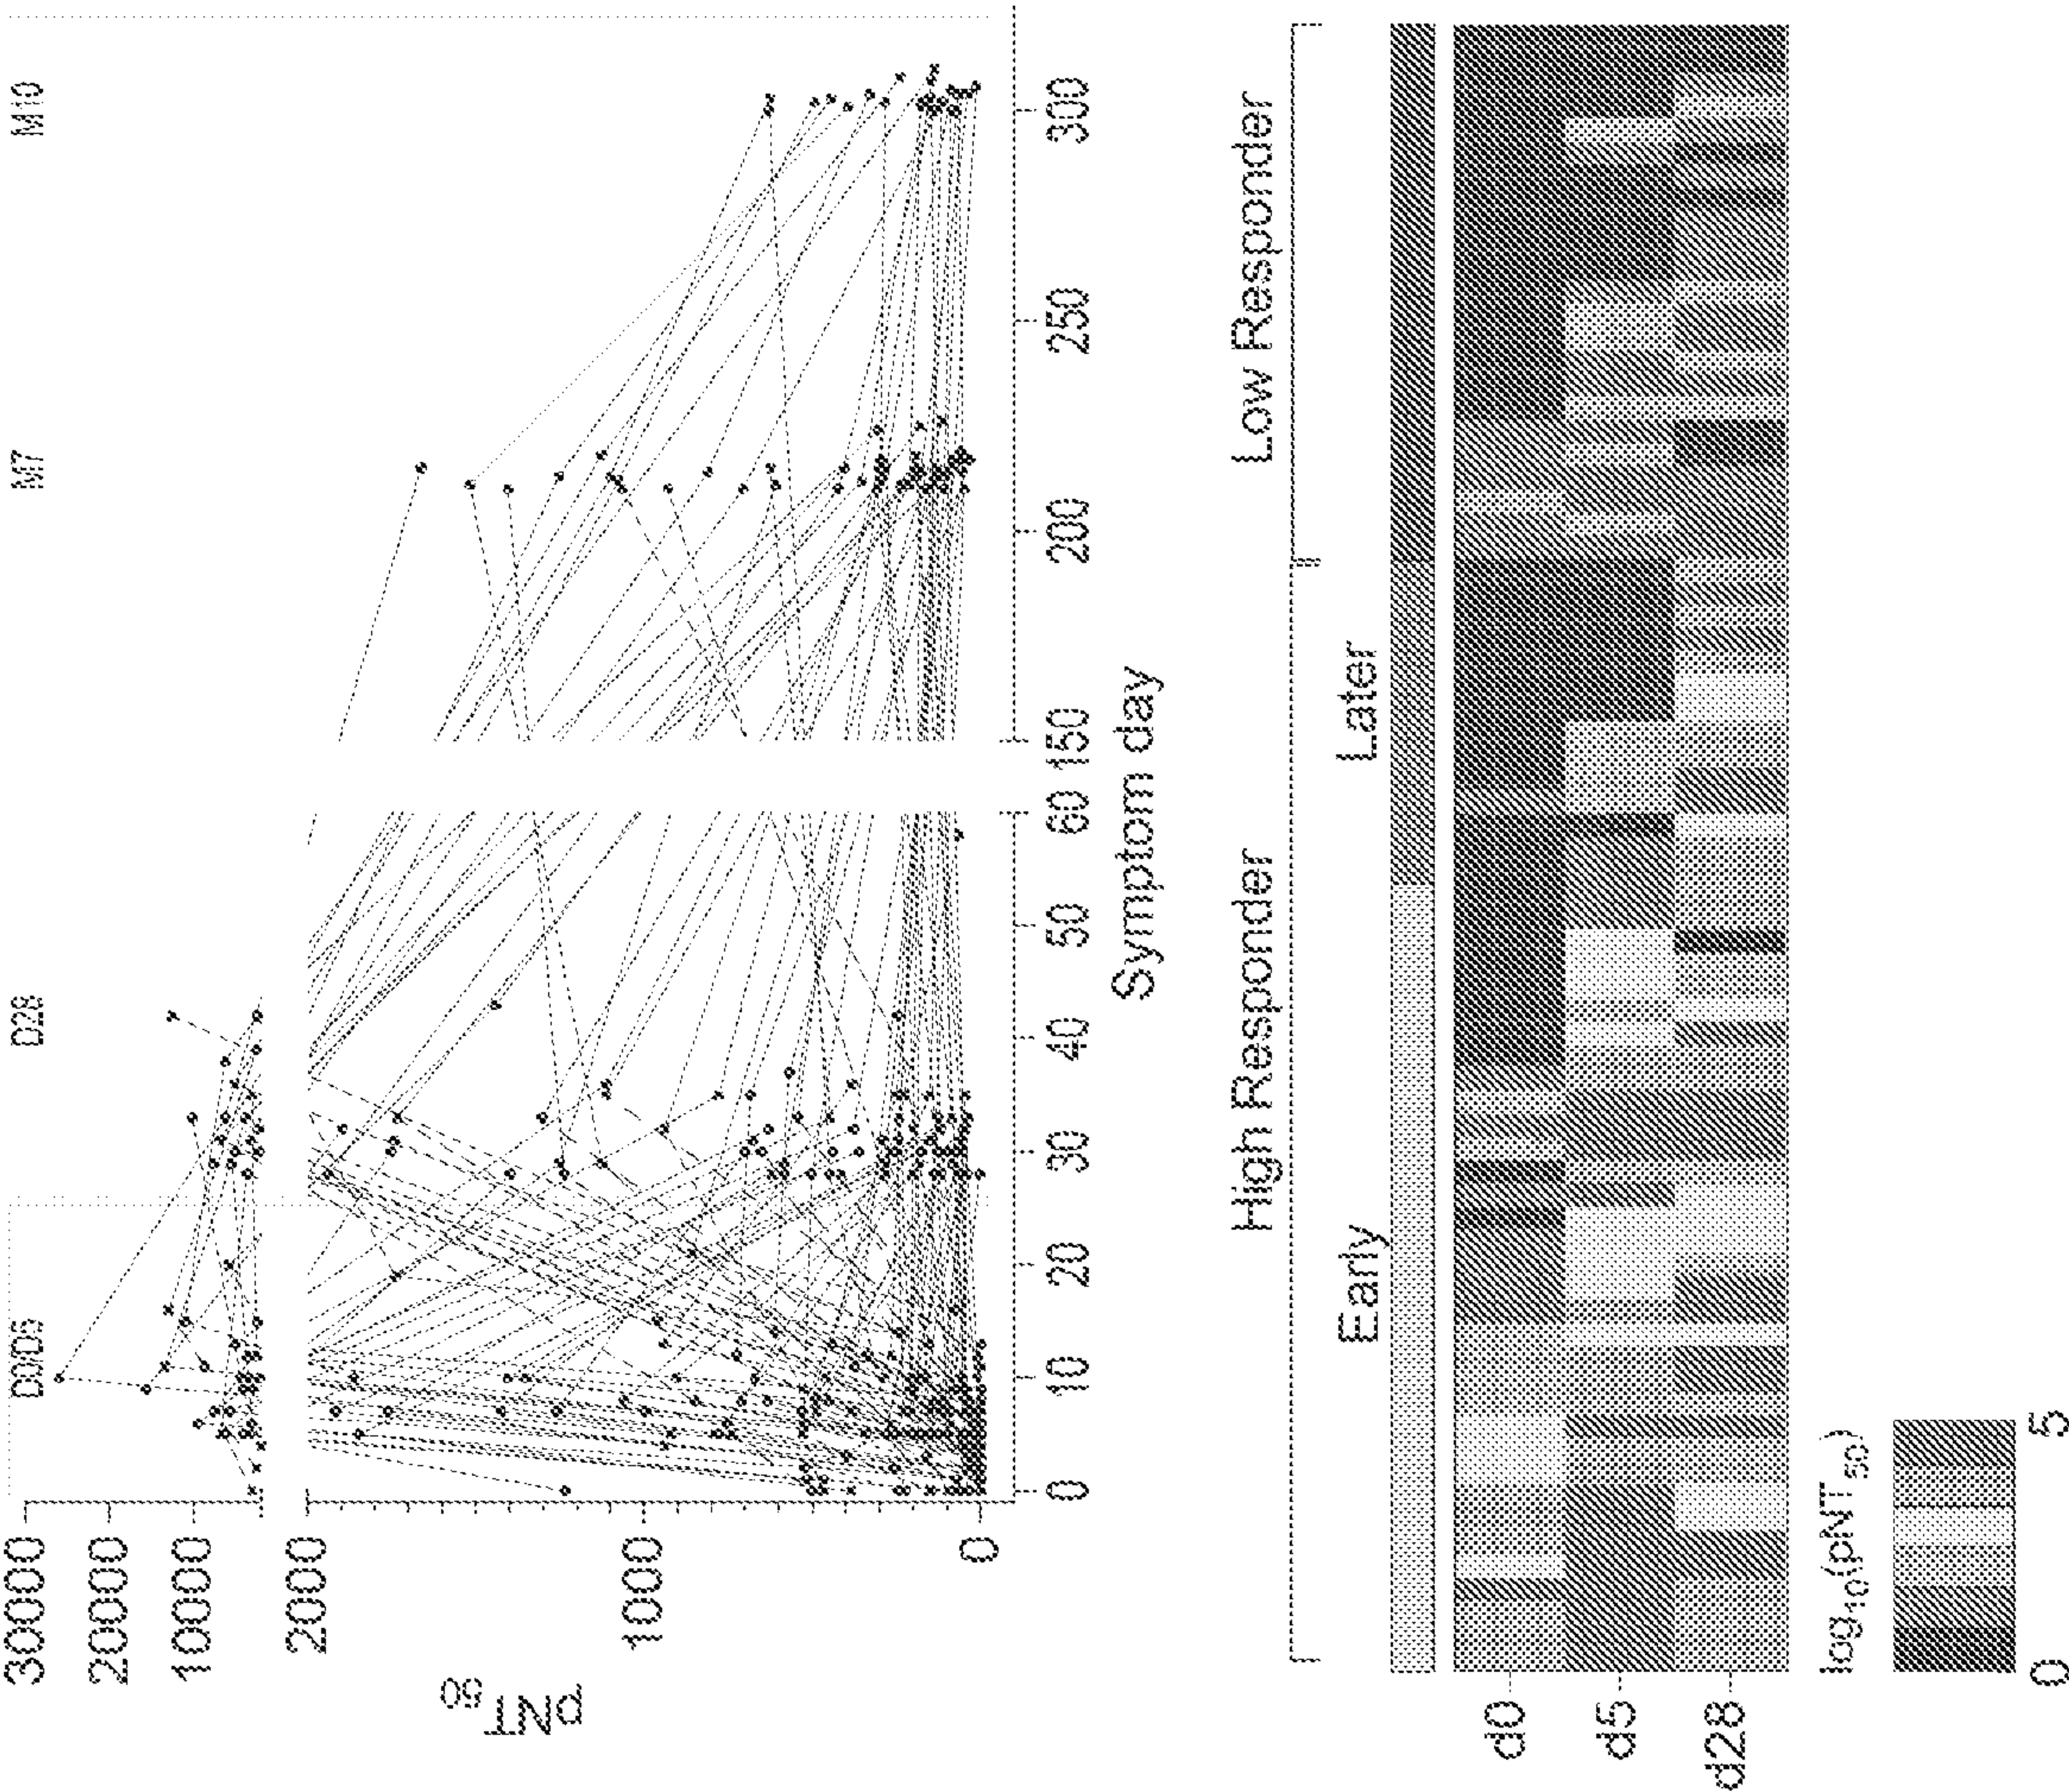 D0/D5
D28
M7
M10
30000
20000
10000
2000
1000
0
pNT50
0
10
20
30
40
50
60
150
200
250
300
Symptom day
High Responder
Low Responder
Early
Later
d0
d5
d28
log10(pNT50)
0
5